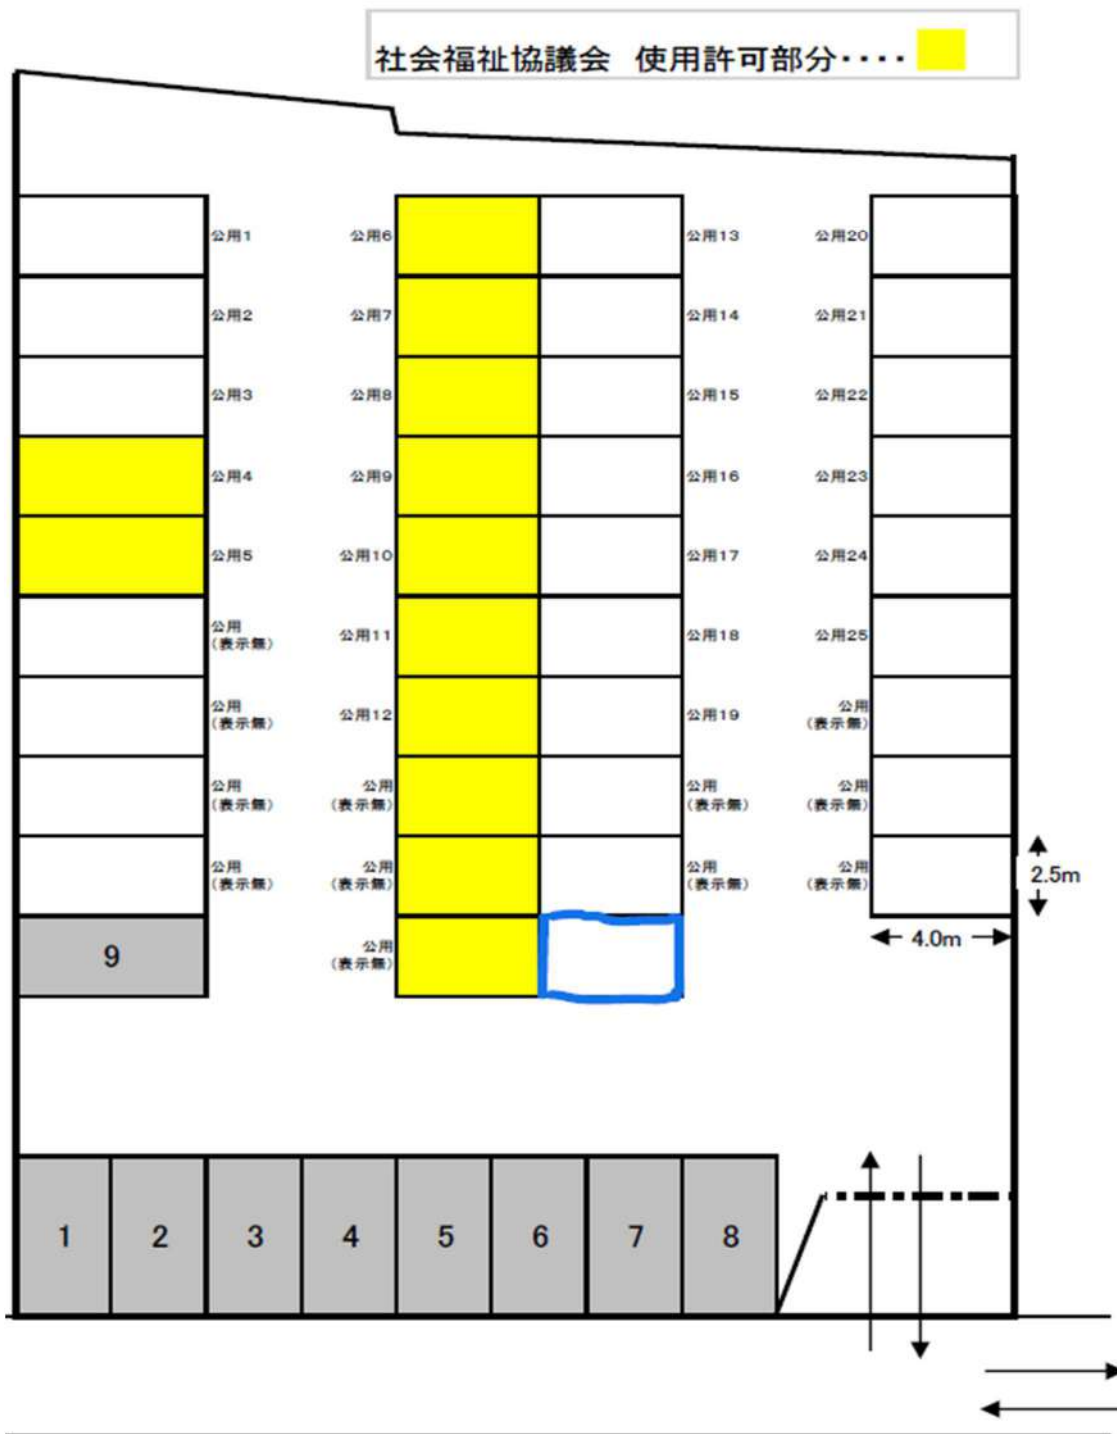 社会福祉協議会 使用許可部分････
公用1 公用6 公用13 公用20
公用2 公用7 公用14 公用21
公用3 公用8 公用15 公用22
公用4 公用9 公用16 公用23
公用5 公用10 公用17 公用24
公用
(表示無)
公用11 公用18 公用25
公用
(表示無)
公用12 公用19
公用
(表示無)
公用
(表示無)
公用
(表示無)
公用
(表示無)
公用
(表示無)
公用
(表示無)
公用
(表示無)
公用
(表示無)
公用
(表示無)
2.5m
9
公用
(表示無)
4.0m
1 2 3 4 5 6 7 8